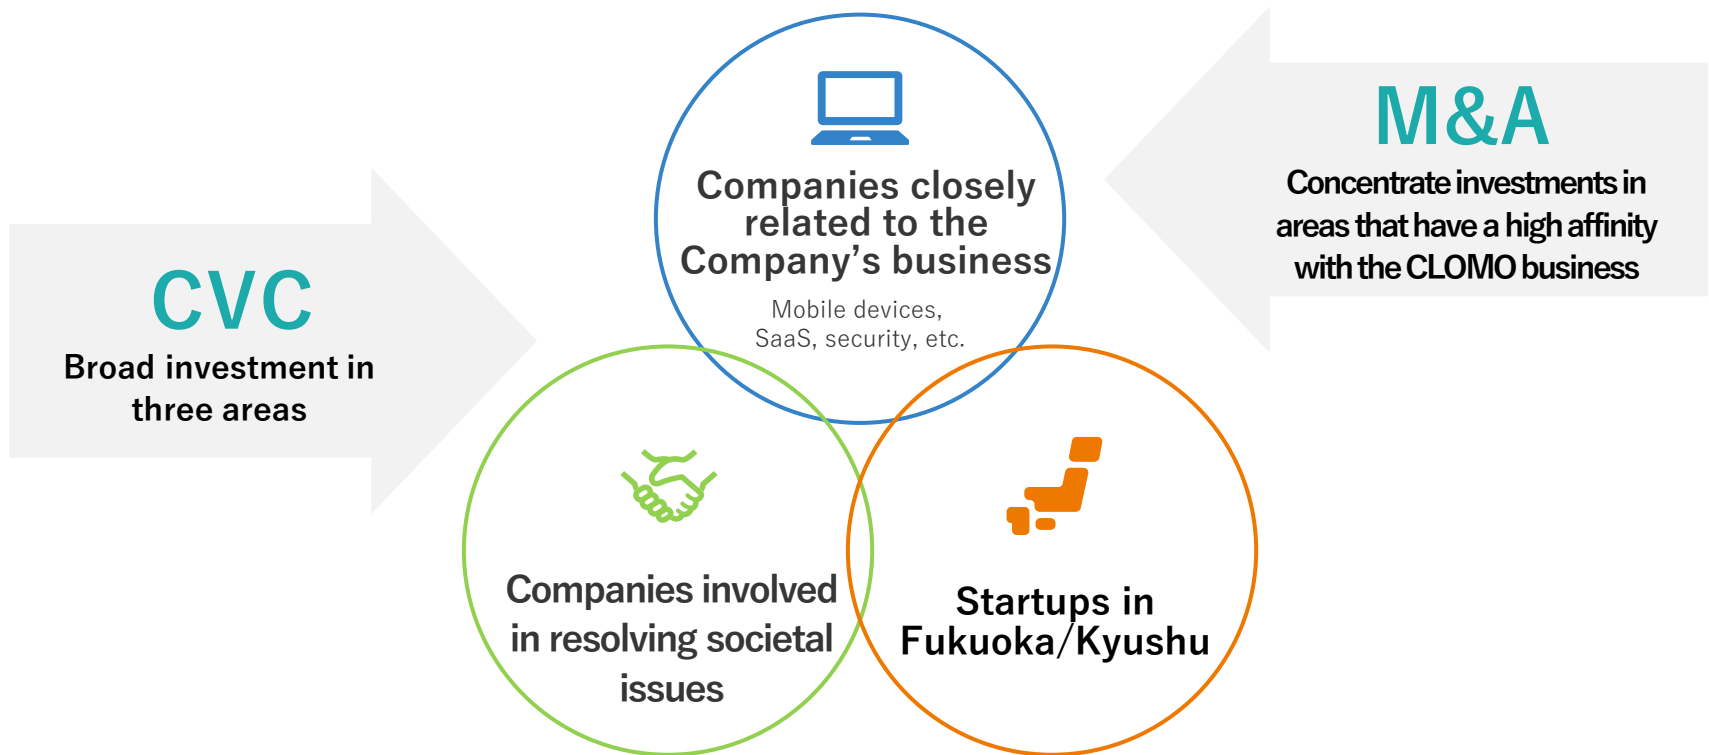 CVC
Broad investment in
three areas
Companies closely
related to the
Company’s business
Mobile devices,
SaaS, security, etc.
M&A
Concentrate investments in
areas that have a high affinity
with the CLOMO business
Companies involved
in resolving societal
issues
Startups in
Fukuoka/Kyushu